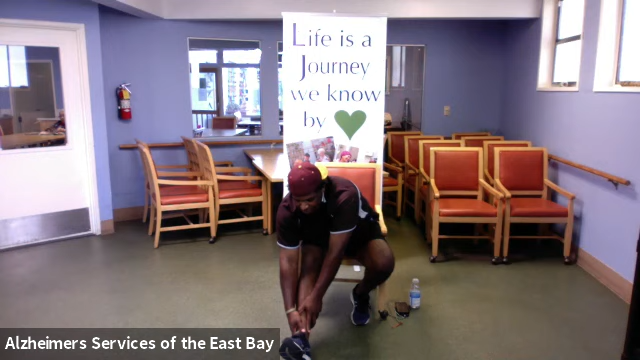 Life is a
Journey
we know
by
Alzheimers Services of the East Bay